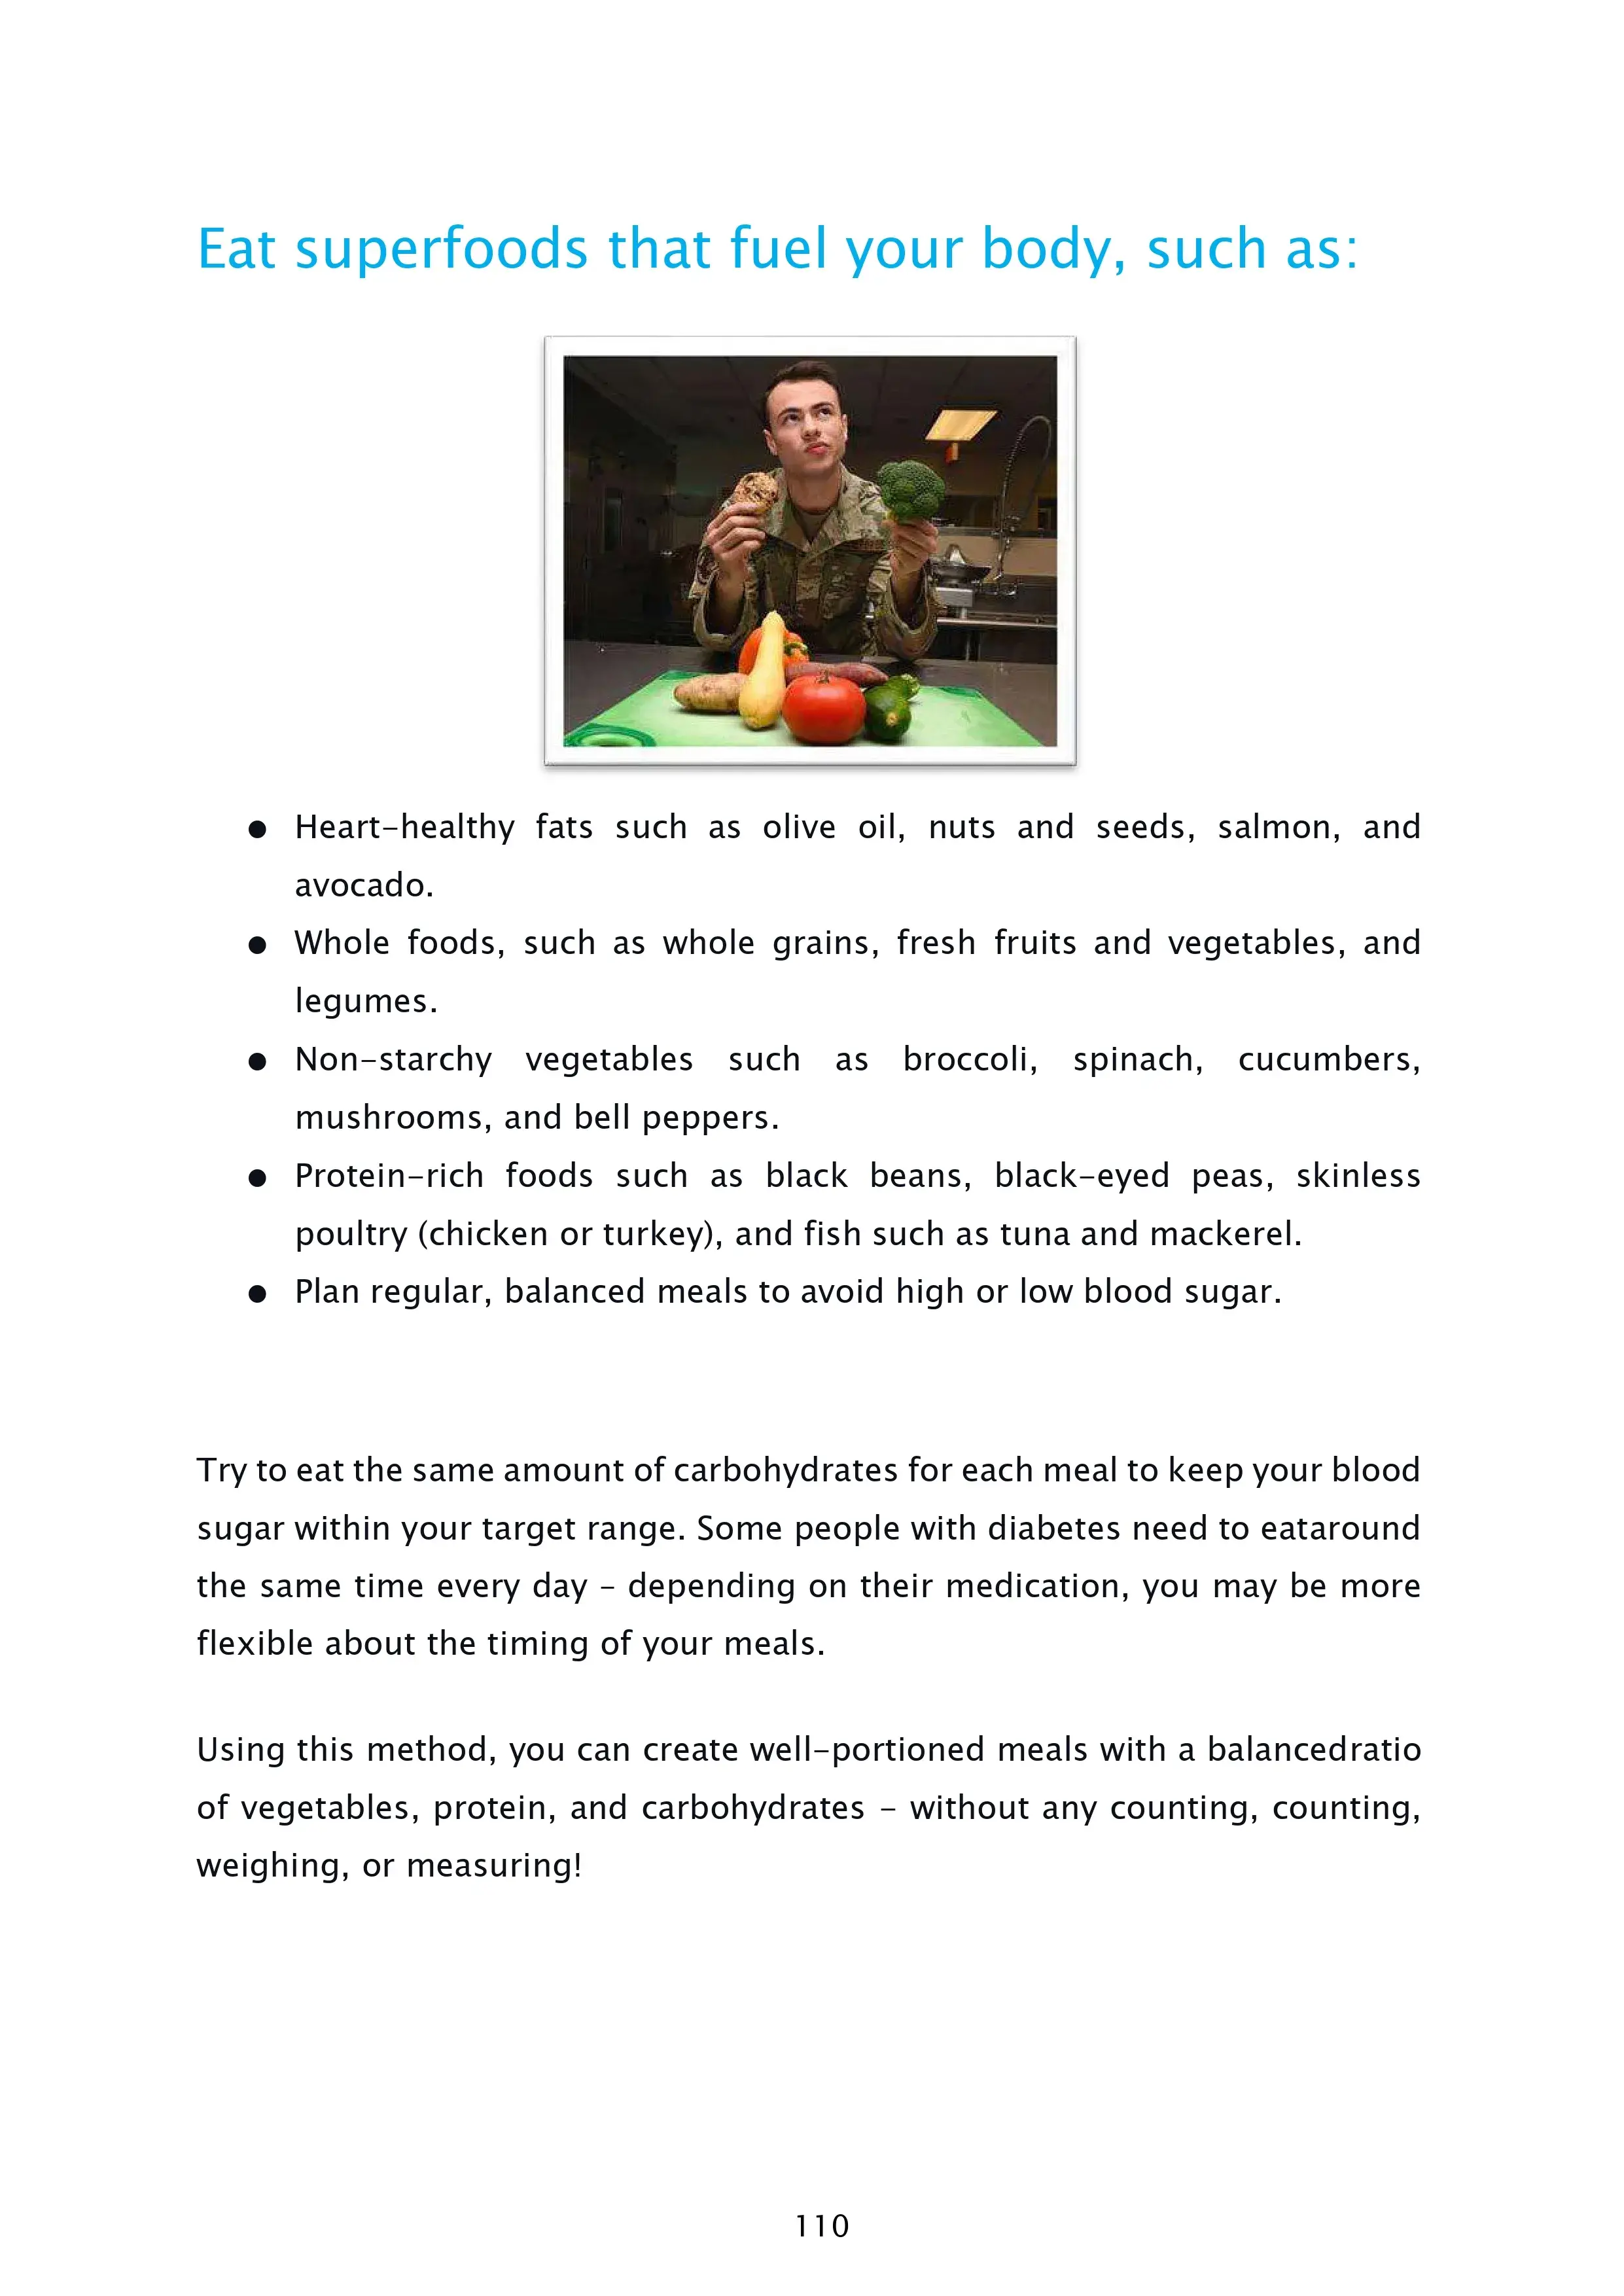 Eat superfoods that fuel your body, such as:
● Heart-healthy fats such as olive oil, nuts and seeds, salmon, and
avocado.
● Whole foods, such as whole grains, fresh fruits and vegetables, and
legumes.
● Non-starchy vegetables such as broccoli, spinach, cucumbers,
mushrooms, and bell peppers.
● Protein-rich foods such as black beans, black-eyed peas, skinless
poultry (chicken or turkey), and fish such as tuna and mackerel.
● Plan regular, balanced meals to avoid high or low blood sugar.
Try to eat the same amount of carbohydrates for each meal to keep your blood
sugar within your target range. Some people with diabetes need to eataround
the same time every day – depending on their medication, you may be more
flexible about the timing of your meals.
Using this method, you can create well-portioned meals with a balancedratio
of vegetables, protein, and carbohydrates – without any counting, counting,
weighing, or measuring!
110